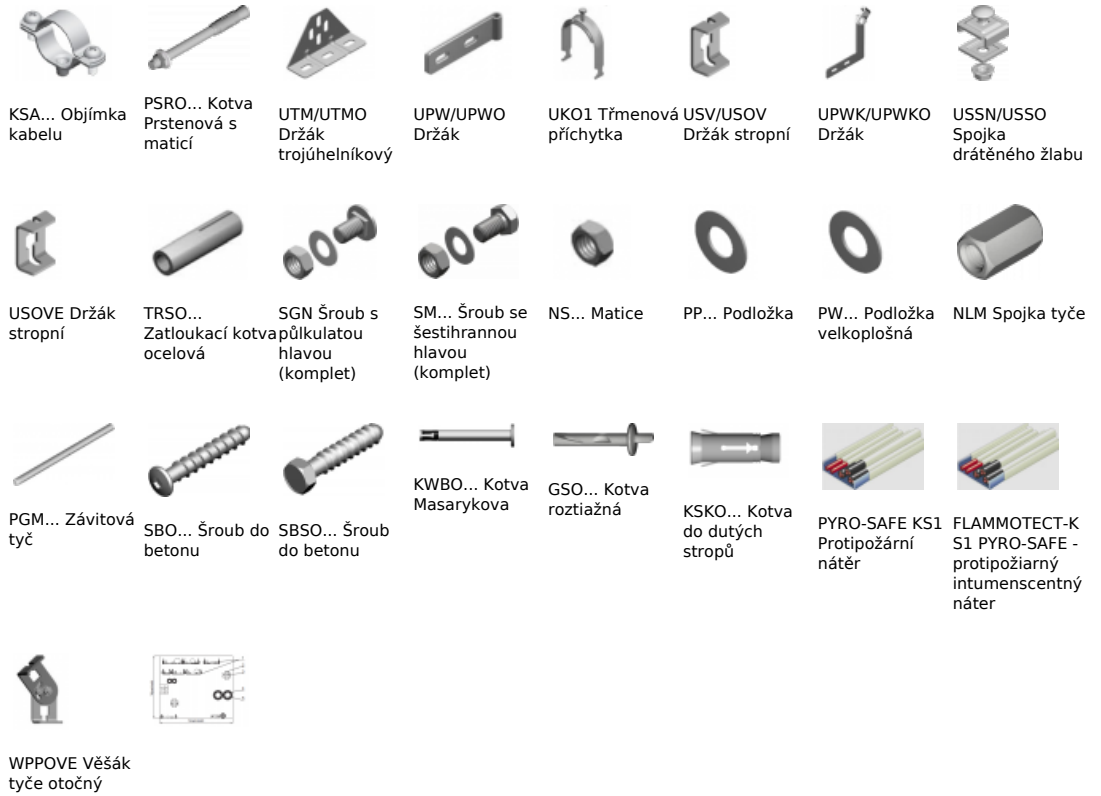 KSA... Objímka
kabelu
PSRO... Kotva
Prstenová s
maticí
UTM/UTMO
Držák
trojúhelníkový
UPW/UPWO
Držák
UKO1 Třmenová
příchytka
USV/USOV
Držák stropní
UPWK/UPWKO
Držák
USSN/USSO
Spojka
drátěného žlabu
USOVE Držák
stropní
TRSO...
Zatloukací kotva
ocelová
SGN Šroub s
půlkulatou
hlavou
(komplet)
SM... Šroub se
šestihrannou
hlavou
(komplet)
NS... Matice
PP... Podložka
PW... Podložka
velkoplošná
NLM Spojka tyče
PGM... Závitová
tyč
SBO... Šroub do
betonu
SBSO... Šroub
do betonu
KWBO... Kotva
Masarykova
GSO... Kotva
roztiažná
KSKO... Kotva
do dutých
stropů
PYRO-SAFE KS1
Protipožární
nátěr
FLAMMOTECT-K
S1 PYRO-SAFE -
protipožiarný
intumenscentný
náter
WPPOVE Věšák
tyče otočný